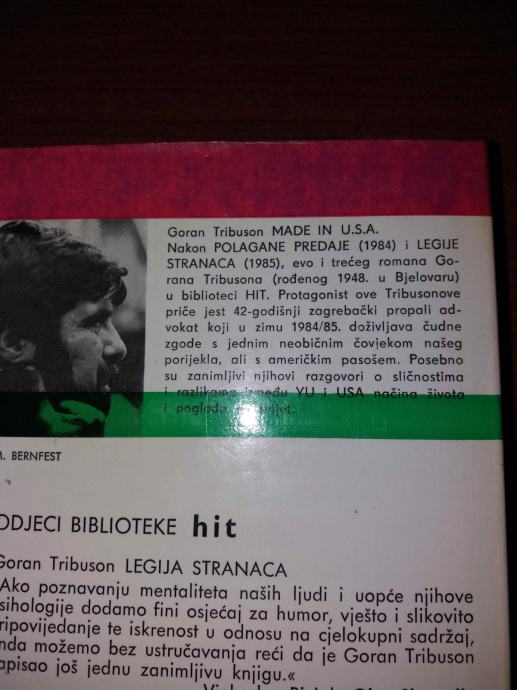 Goran Tribuson MADE IN U.S.A.
Nakon POLAGANE PREDAJE (1984) i LEGIJE
STRANACA (1985), evo i trećeg romana Go-
rana Tribusona (rođenog 1948. u Bjelovaru)
u biblioteci HIT. Protagonist ove Tribusonove
priče jest 42-godišnji zagrebački propali ad-
vokat koji u zimu 1984/85. doživljava čudne
zgode s jednim neobičnim čovjekom našeg
porijekla, ali s američkim pasošem. Posebno
su zanimljivi njihovi razgovori o sličnostima
i razlikama između YU i USA načina života
i pogleda svijet.
M. BERNFEST
ODJECI BIBLIOTEKE hit
Goran Tribuson LEGIJA STRANACA
Ako poznavanju mentaliteta naših ljudi i uopće njihove
sihologije dodamo fini osjećaj za humor, vješto i slikovito
ripovijedanje te iskrenost u odnosu na cjelokupni sadržaj,
nda možemo bez ustručavanja reći da je Goran Tribuson
apisao još jednu zanimljivu knjigu.«